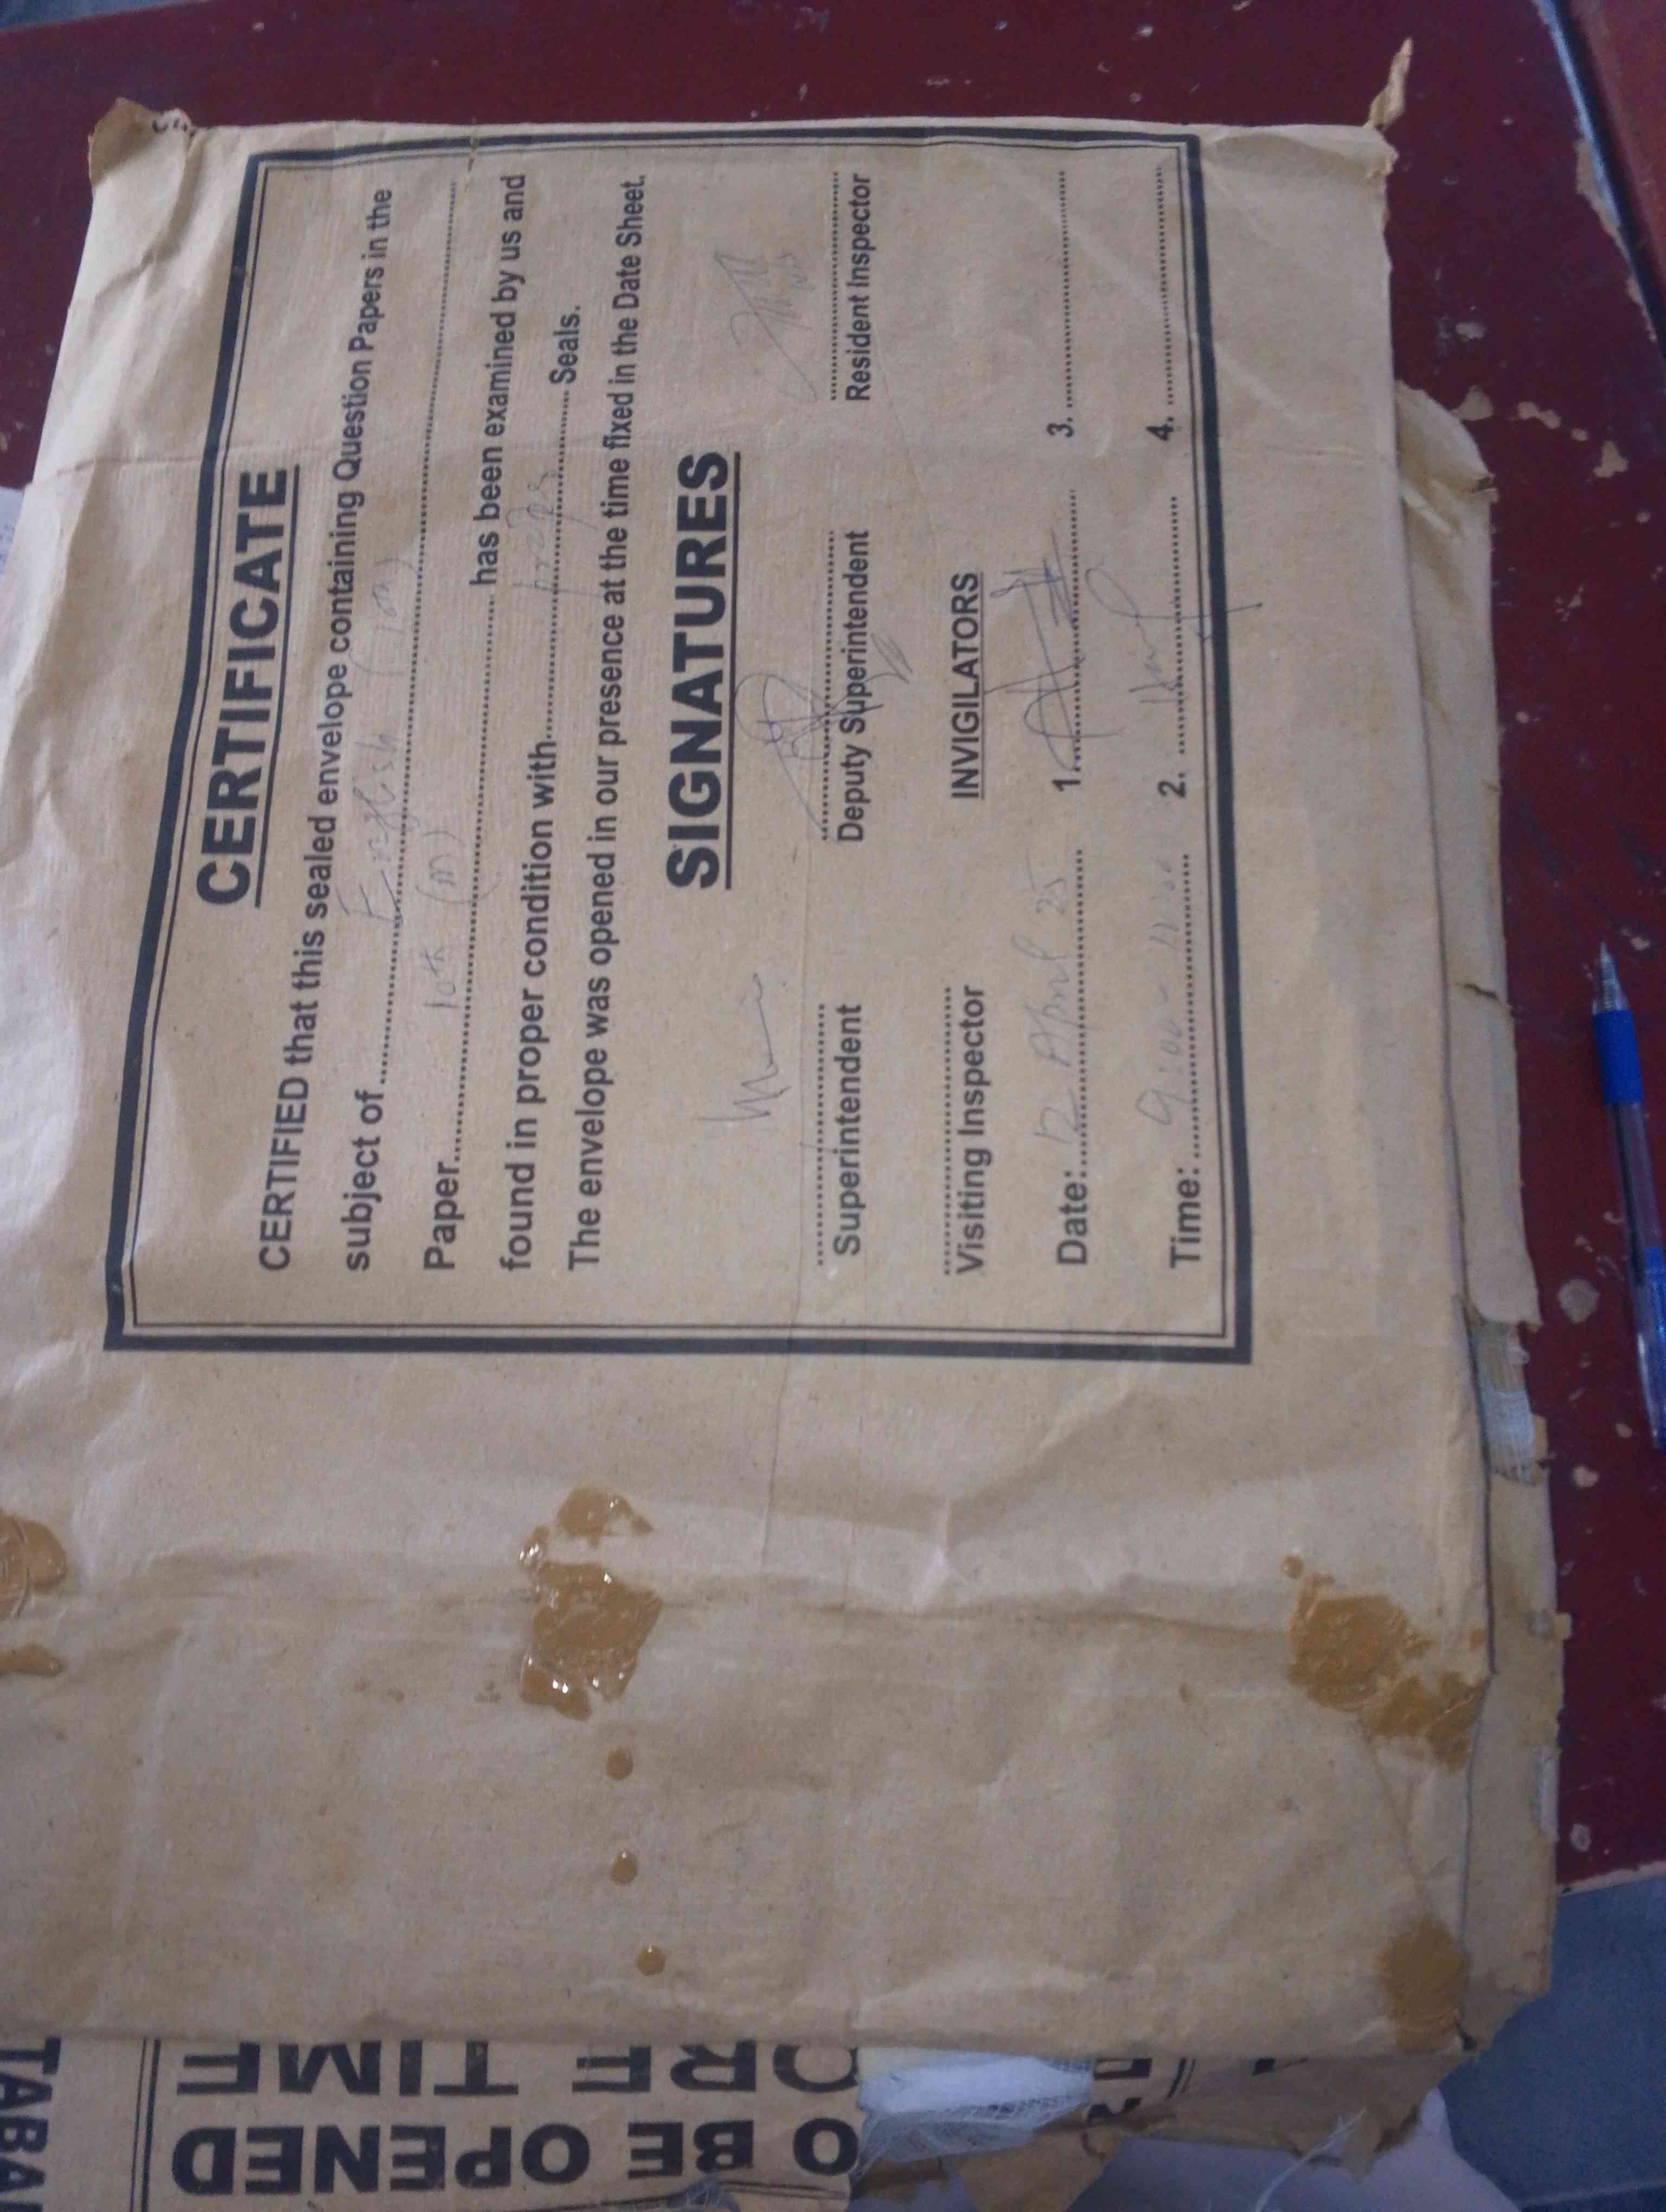 CERTIFICATE
CERTIFIED that this sealed envelope containing Question Papers in the
subject of English
Paper 10th (m) has been examined by us and
found in proper condition with proper Seals.
The envelope was opened in our presence at the time fixed in the Date Sheet.
SIGNATURES
Superintendent Deputy Superintendent Resident Inspector
Visiting Inspector INVIGILATORS
Date: 12 April 25 1. 3.
Time: 9:00 - 2. 4.
O BE OPENED
ORE TIME